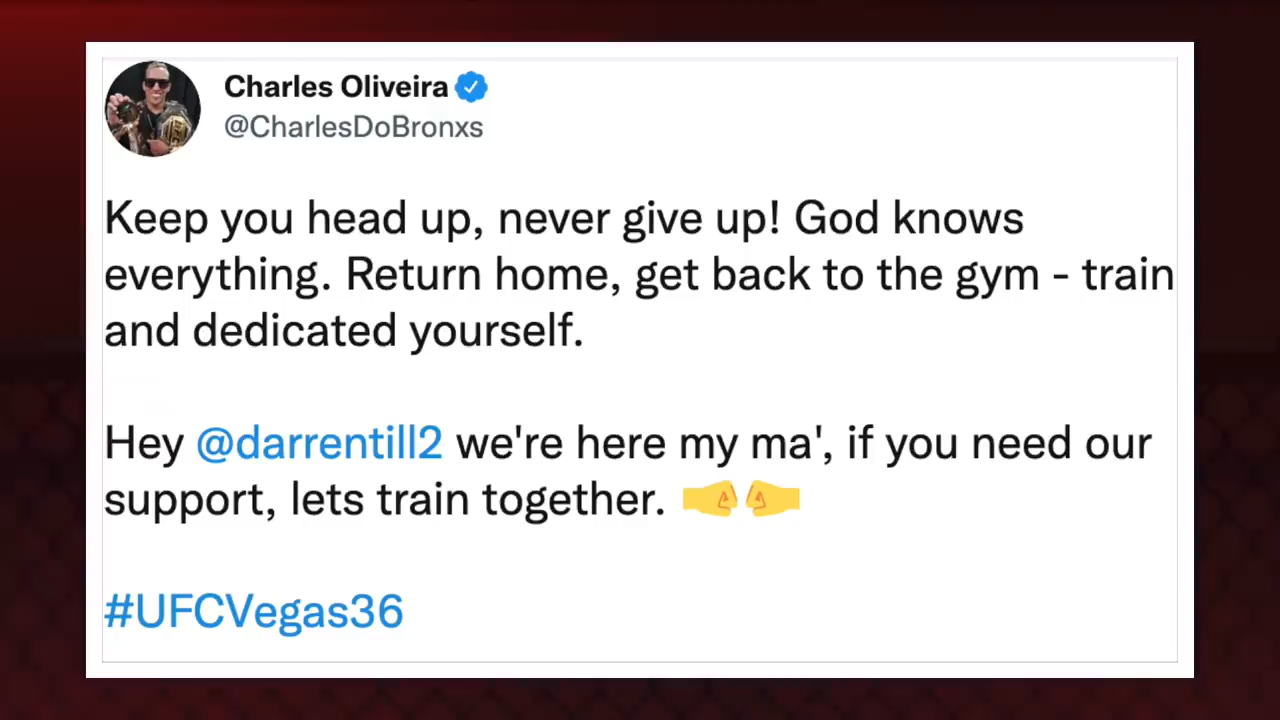 Charles Oliveira
@CharlesDoBronxs
Keep you head up, never give up! God knows
everything. Return home, get back to the gym - train
and dedicated yourself.
Hey @darrentill2 we're here my ma', if you need our
support, lets train together. 🤜🤛
#UFCVegas36